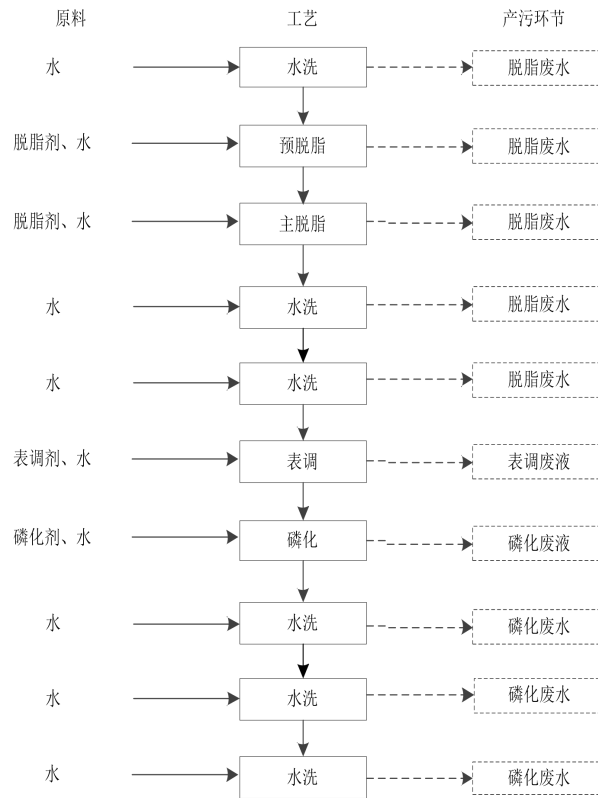 原料 工艺 产污环节
水 水洗 脱脂废水
脱脂剂、水 预脱脂 脱脂废水
脱脂剂、水 主脱脂 脱脂废水
水 水洗 脱脂废水
水 水洗 脱脂废水
表调剂、水 表调 表调废液
磷化剂、水 磷化 磷化废液
水 水洗 磷化废水
水 水洗 磷化废水
水 水洗 磷化废水